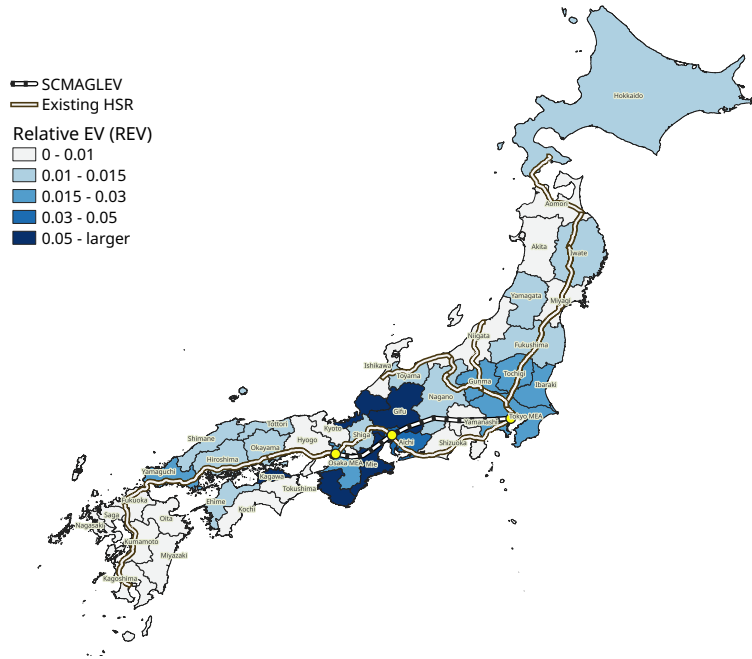 SCMAGLEV
Existing HSR
Relative EV (REV)
0 - 0.01
0.01 - 0.015
0.015 - 0.03
0.03 - 0.05
0.05 - larger
Hokkaido
Aomori
Akita
Iwate
Yamagata
Miyagi
Niigata
Fukushima
Ishikawa
Toyama
Tochigi
Gunma
Ibaraki
Nagano
Gifu
Tottori
Kyoto
Tokyo MEA
Yamanashi
Shimane
Hyogo
Shiga
Aichi
Shizuoka
Okayama
Hiroshima
Osaka MEA
Mie
Yamaguchi
Kagawa
Tokushima
Fukuoka
Ehime
Kochi
Saga
Oita
Nagasaki
Kumamoto
Miyazaki
Kagoshima